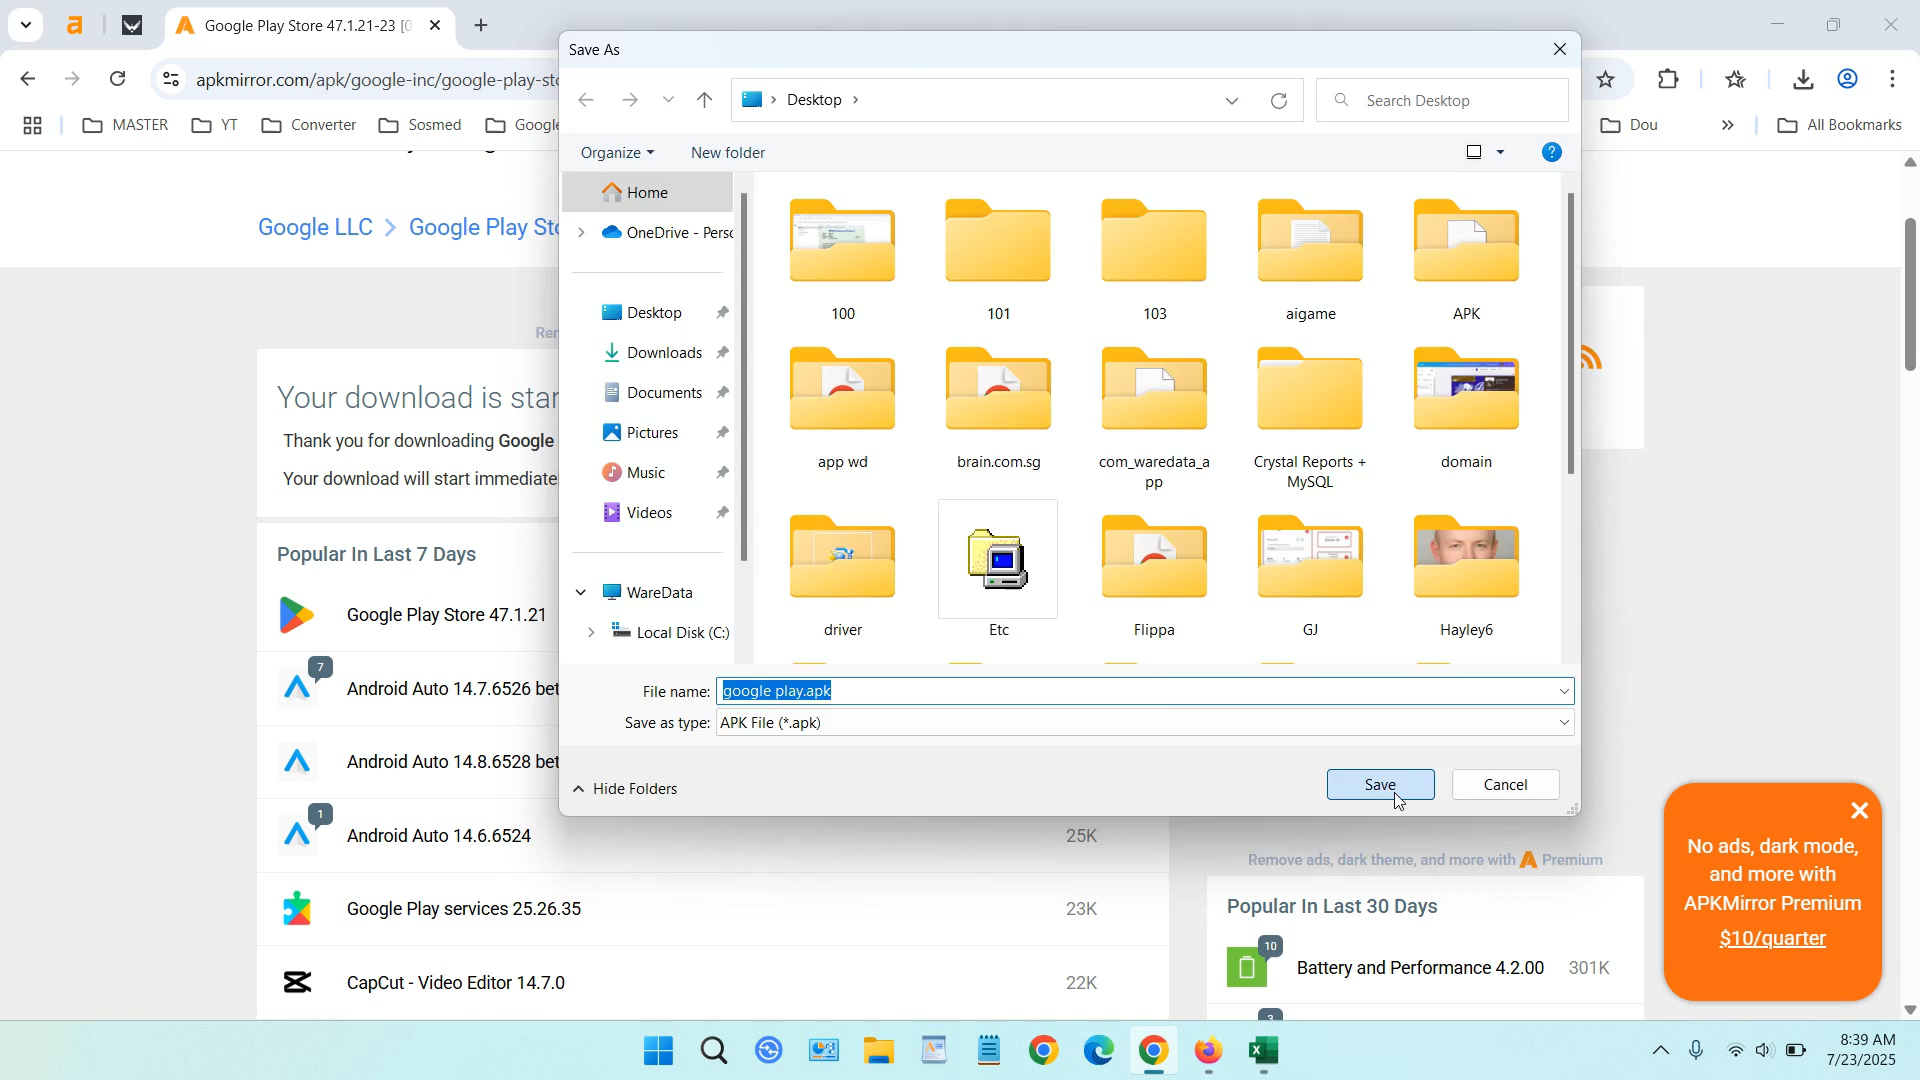 Google Play Store 47.1.21-23 [0
apkmirror.com/apk/google-inc/google-play-sto
MASTER
YT
Converter
Sosmed
Google
Dou
All Bookmarks
Google LLC
Google Play Sto
Your download is star
Thank you for downloading Google
Your download will start immediate
Popular In Last 7 Days
Google Play Store 47.1.21
7
Android Auto 14.7.6526 bet
Android Auto 14.8.6528 bet
1
Android Auto 14.6.6524
25K
Google Play services 25.26.35
23K
CapCut - Video Editor 14.7.0
22K
Save As
Desktop
Search Desktop
Organize
New folder
Home
OneDrive - Perso
Desktop
Downloads
Documents
Pictures
Music
Videos
WareData
Local Disk (C:)
100
101
103
aigame
APK
app wd
brain.com.sg
com_waredata_a
pp
Crystal Reports +
MySQL
domain
driver
Etc
Flippa
GJ
Hayley6
File name:
google play.apk
Save as type:
APK File (*.apk)
Hide Folders
Save
Cancel
Remove ads, dark theme, and more with
Premium
Popular In Last 30 Days
10
Battery and Performance 4.2.00
301K
No ads, dark mode,
and more with
APKMirror Premium
$10/quarter
8:39 AM
7/23/2025